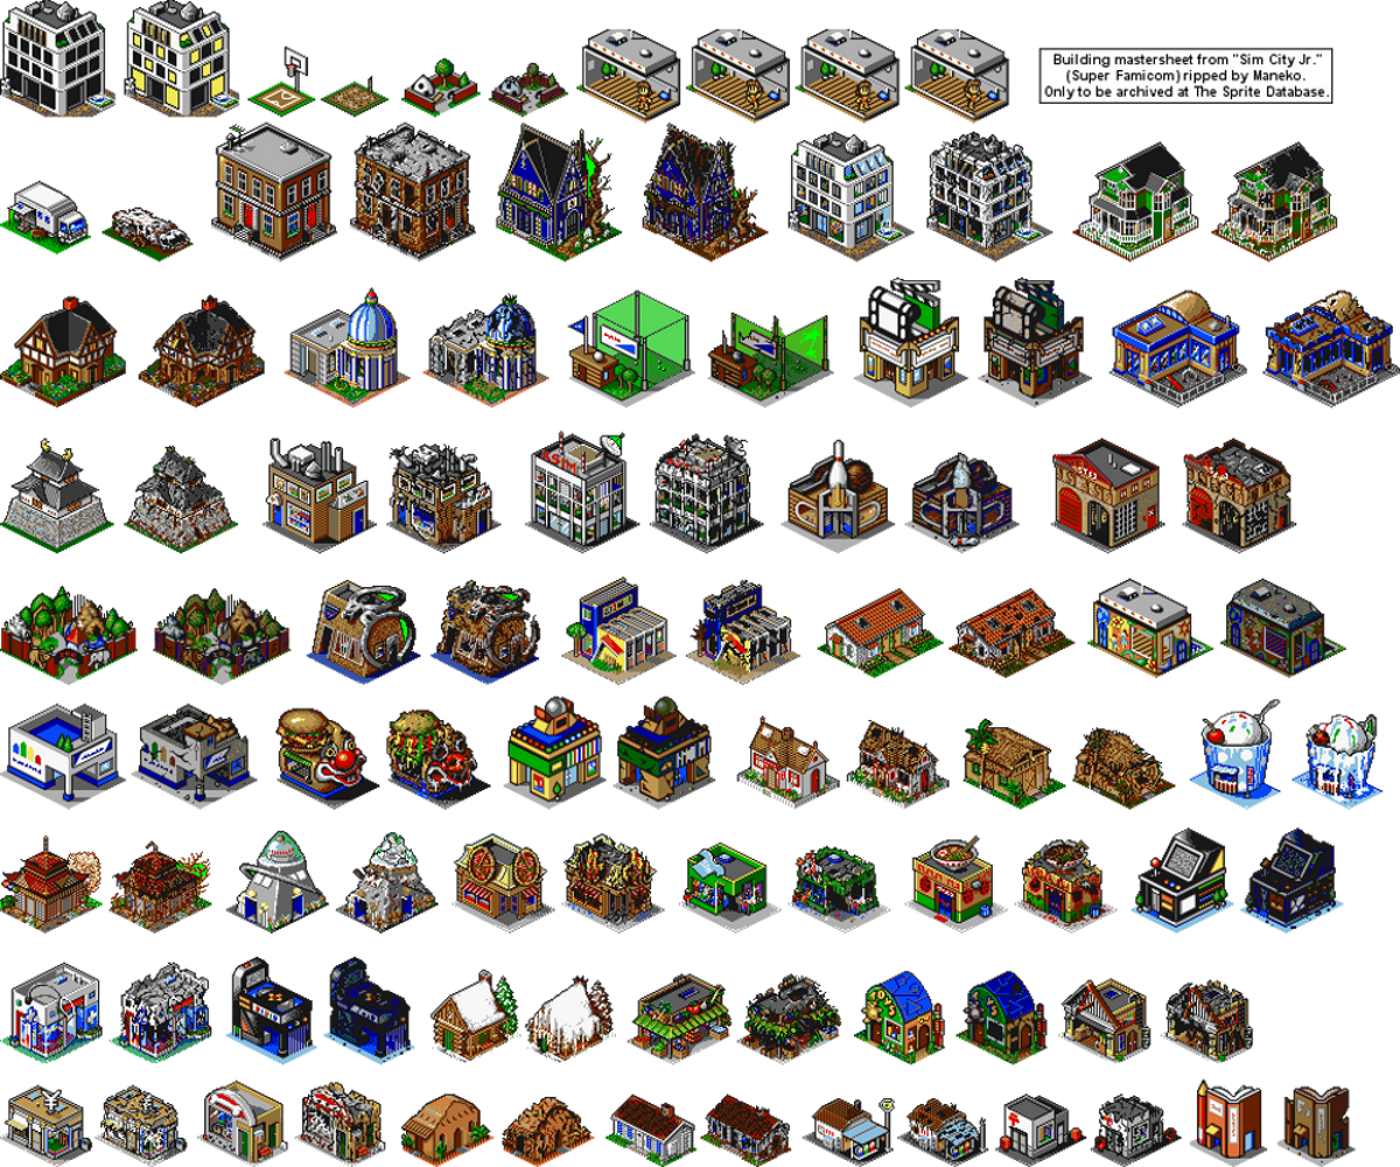 Building mastersheet from "Sim City Jr."
(Super Famicom) ripped by Maneko.
Only to be archived at The Sprite Database.
KSIM